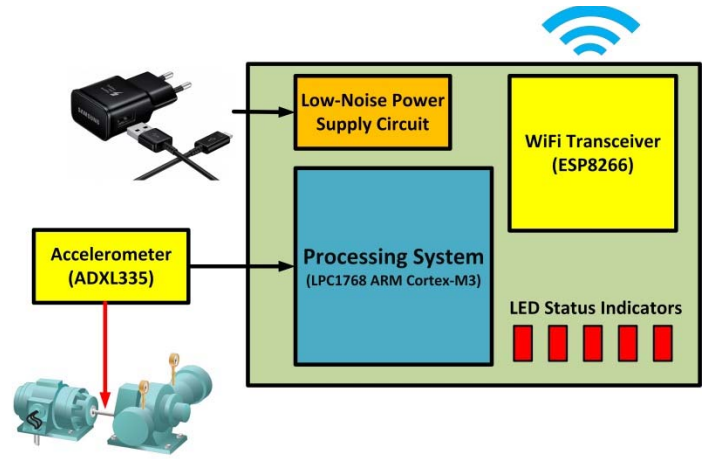 SAMSUNG
Low-Noise Power
Supply Circuit
WiFi Transceiver
(ESP8266)
Accelerometer
(ADXL335)
Processing System
(LPC1768 ARM Cortex-M3)
LED Status Indicators